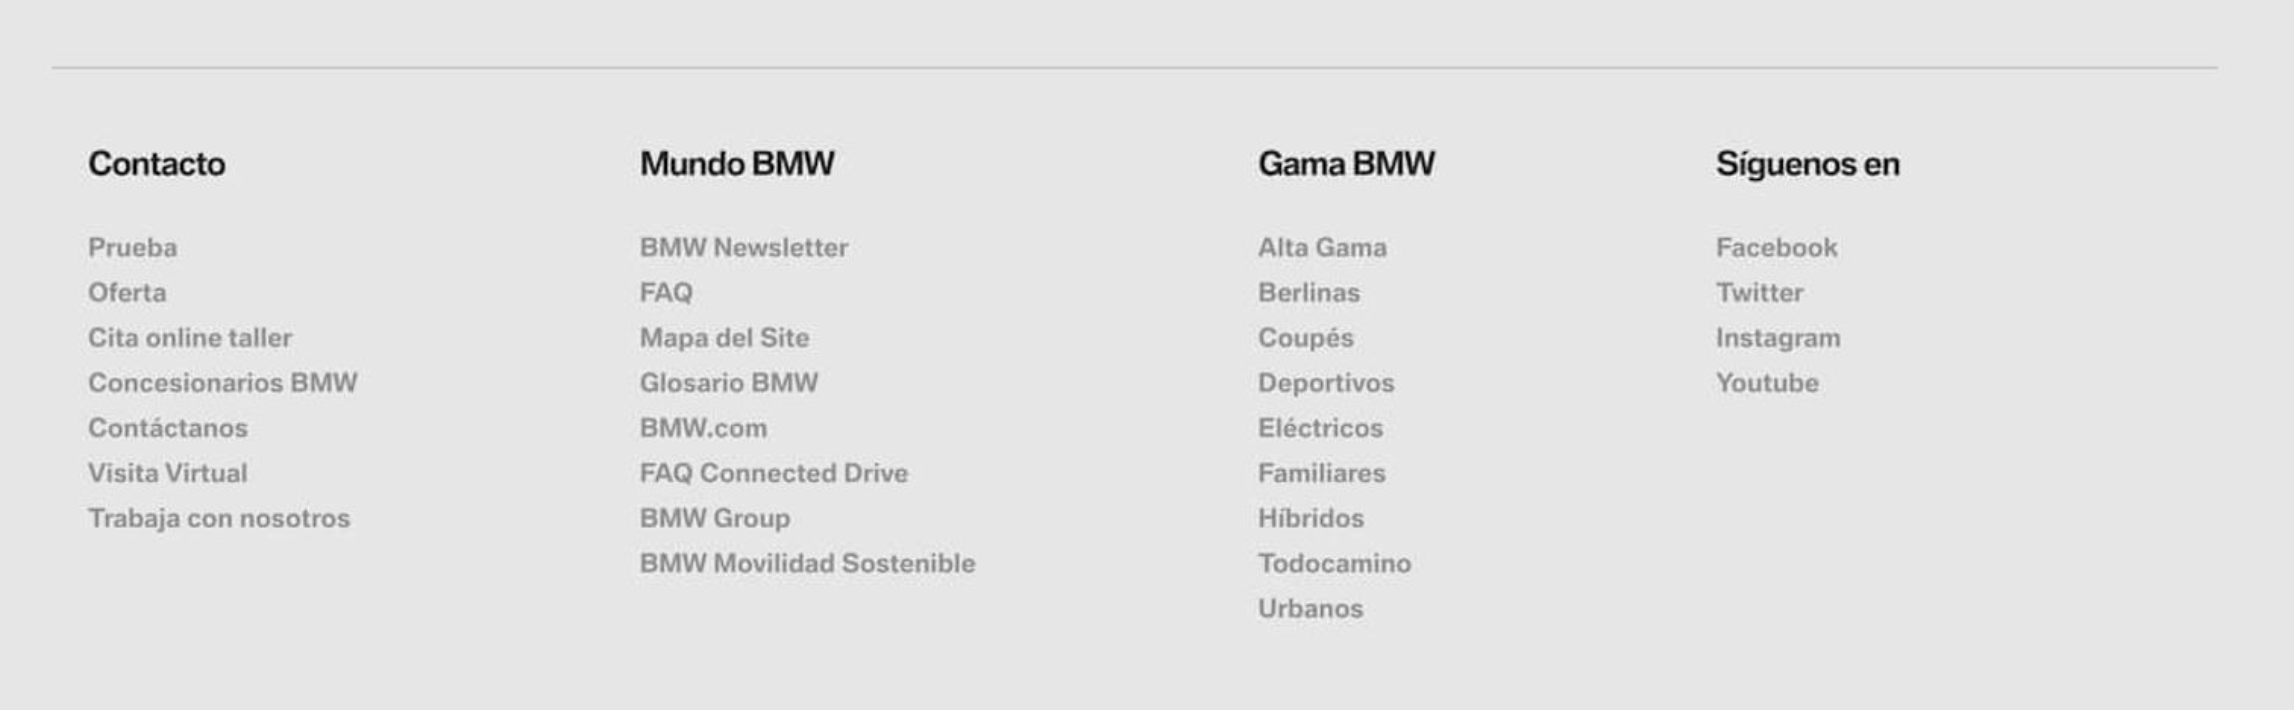 Contacto
Prueba
Oferta
Cita online taller
Concesionarios BMW
Contáctanos
Visita Virtual
Trabaja con nosotros
Mundo BMW
BMW Newsletter
FAQ
Mapa del Site
Glosario BMW
BMW.com
FAQ Connected Drive
BMW Group
BMW Movilidad Sostenible
Gama BMW
Alta Gama
Berlinas
Coupés
Deportivos
Eléctricos
Familiares
Híbridos
Todocamino
Urbanos
Síguenos en
Facebook
Twitter
Instagram
Youtube